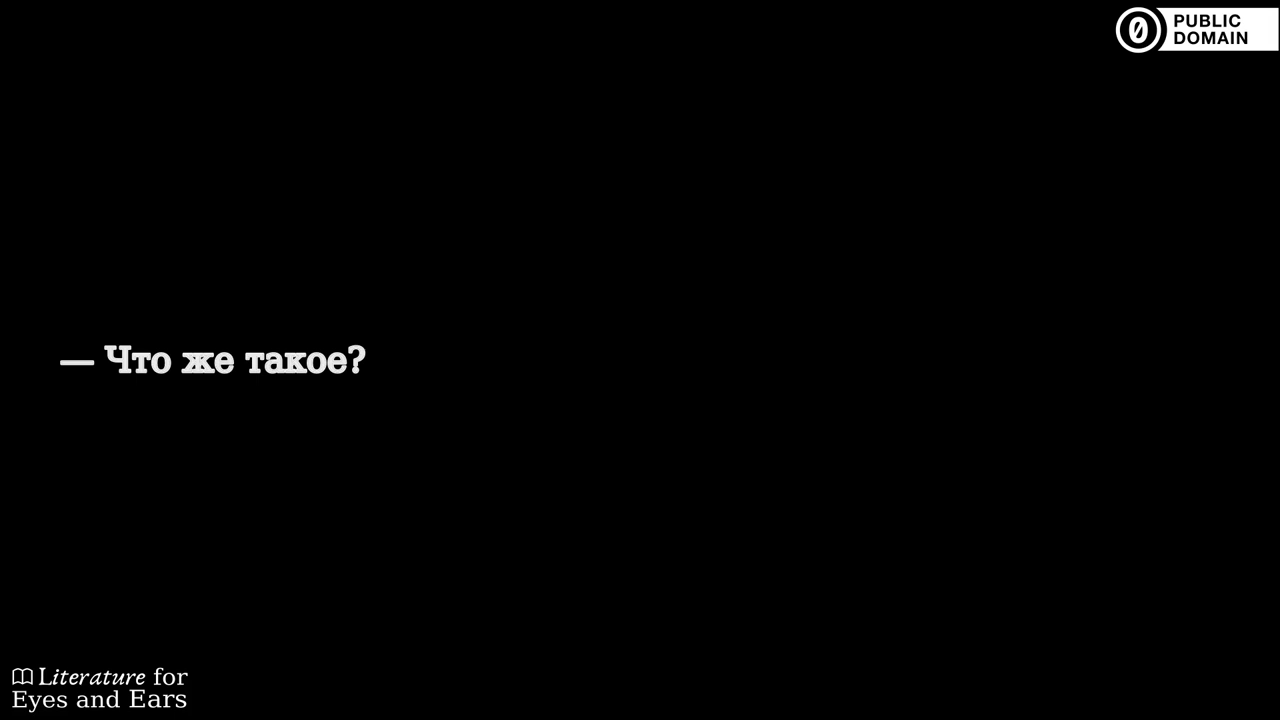 PUBLIC
DOMAIN
— Что же такое?
Literature for
Eyes and Ears